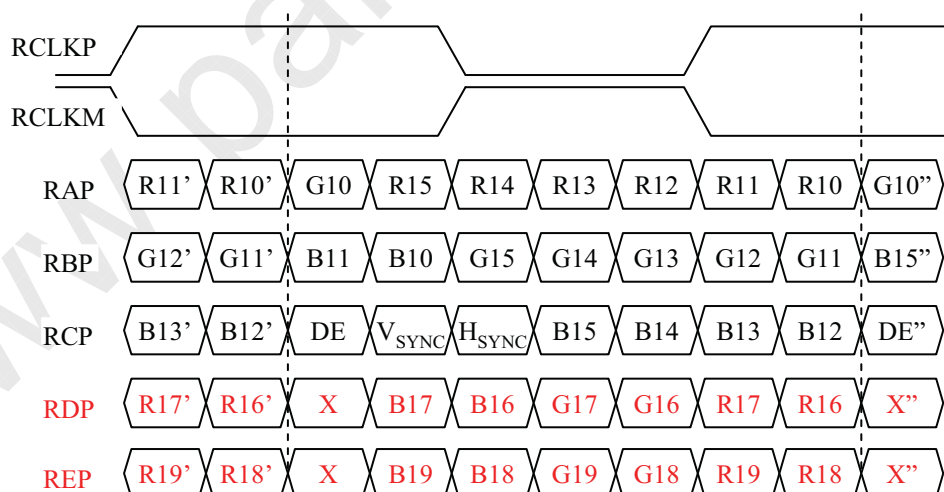 RCLKP
RCLKM
RAP R11’ R10’ G10 R15 R14 R13 R12 R11 R10 G10”
RBP G12’ G11’ B11 B10 G15 G14 G13 G12 G11 B15”
RCP B13’ B12’ DE VSYNC HSYNC B15 B14 B13 B12 DE”
RDP R17’ R16’ X B17 B16 G17 G16 R17 R16 X”
REP R19’ R18’ X B19 B18 G19 G18 R19 R18 X”